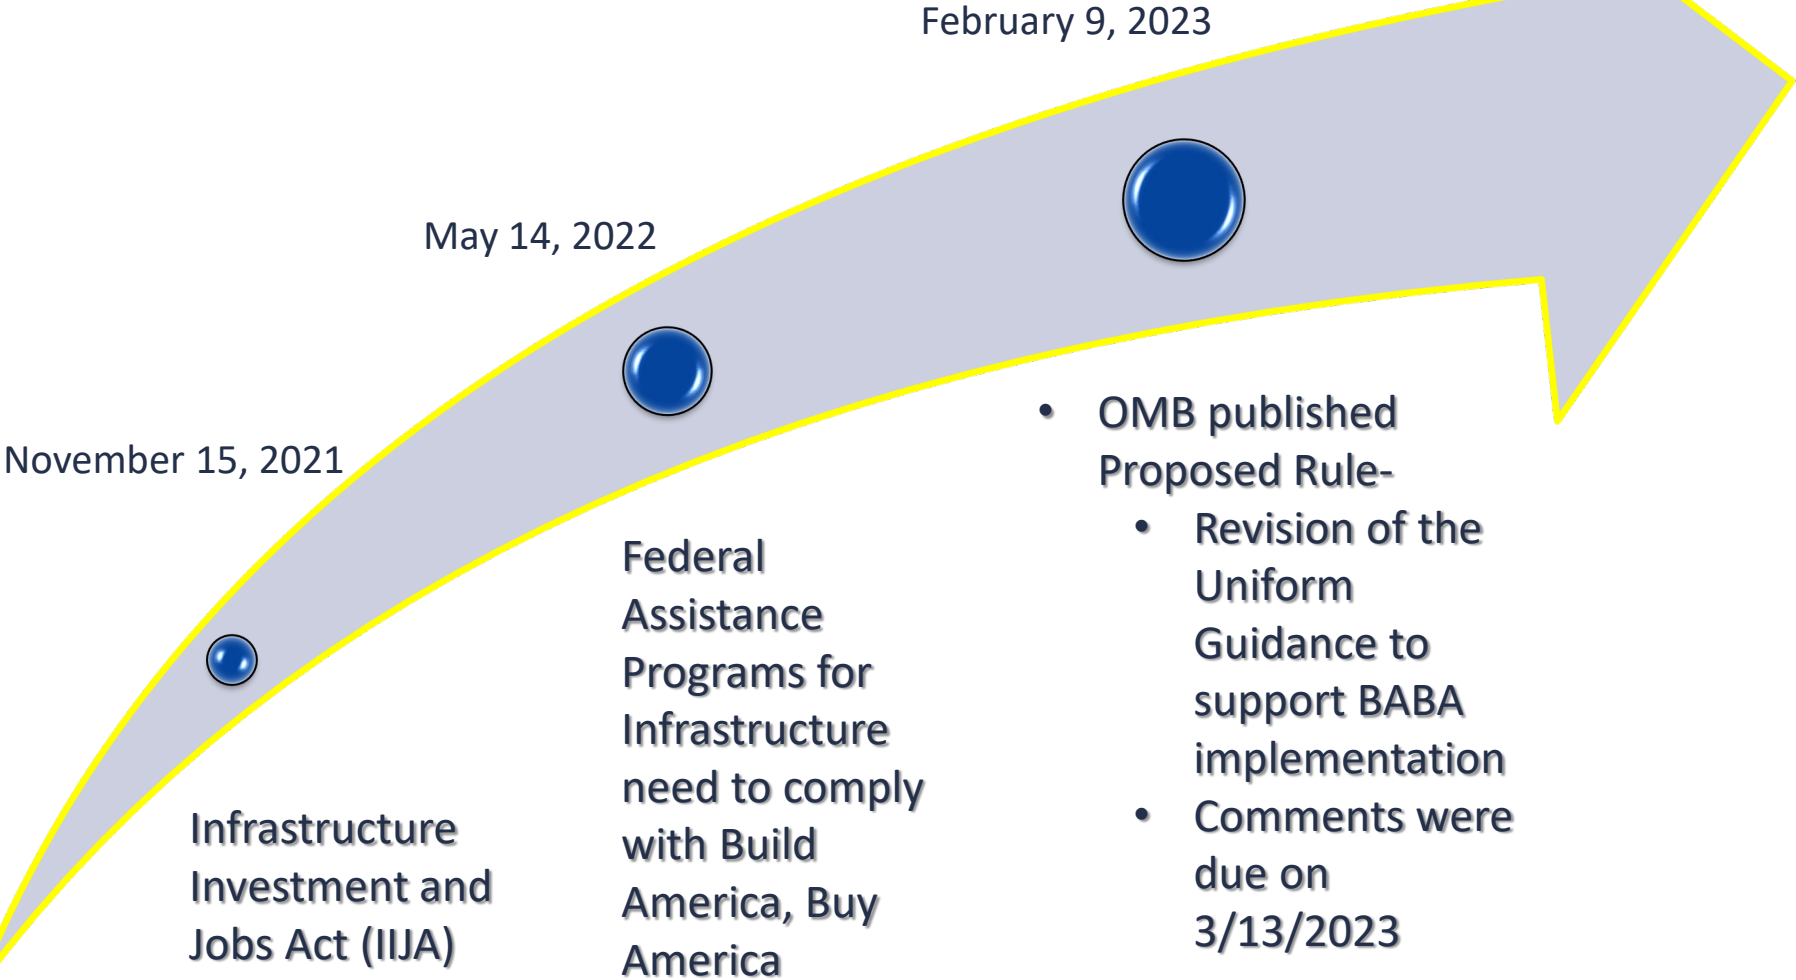 February 9, 2023
May 14, 2022
November 15, 2021
• OMB published
Proposed Rule-
• Revision of the
Uniform
Guidance to
support BABA
implementation
• Comments were
due on
3/13/2023
Federal
Assistance
Programs for
Infrastructure
need to comply
with Build
America, Buy
America
Infrastructure
Investment and
Jobs Act (IIJA)